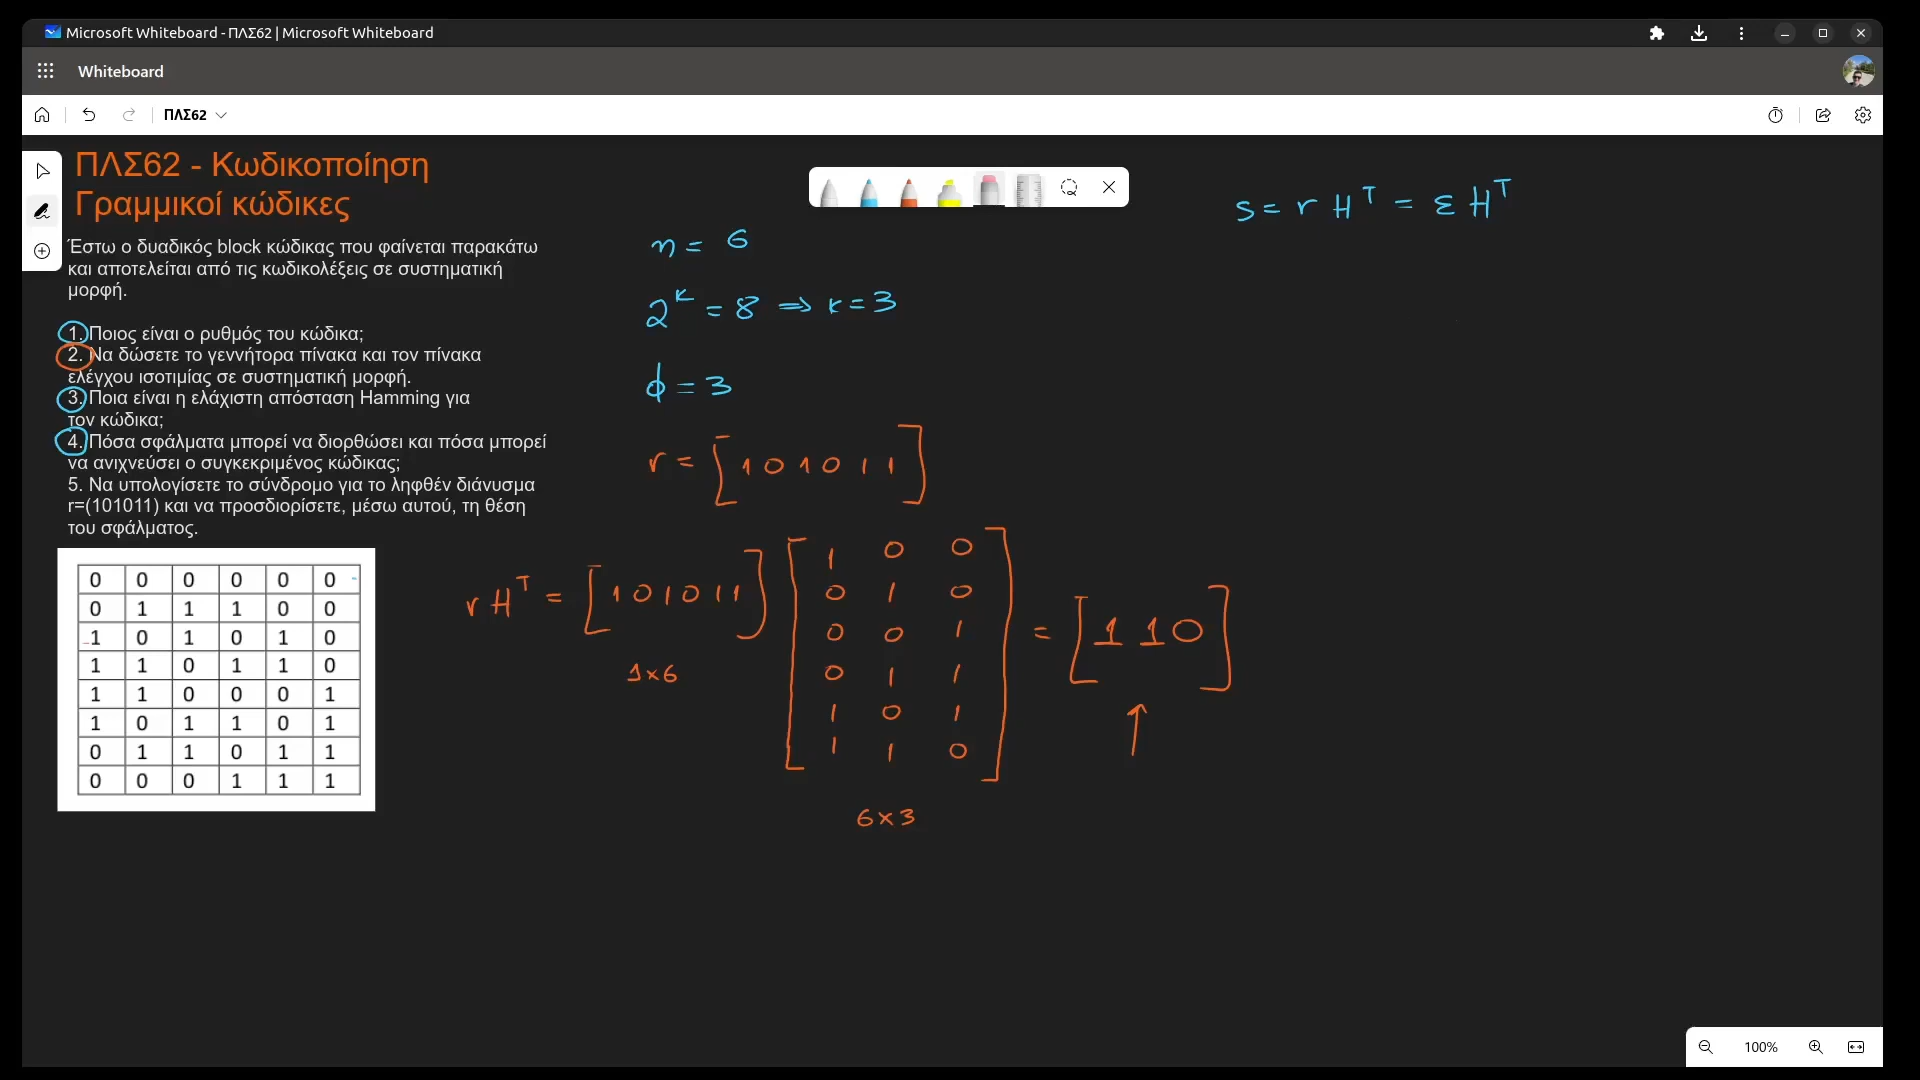 Microsoft Whiteboard - ΠΛΣ62 | Microsoft Whiteboard
Whiteboard
ΠΛΣ62
ΠΛΣ62 - Κωδικοποίηση
Γραμμικοί κώδικες
Έστω ο δυαδικός block κώδικας που φαίνεται παρακάτω
και αποτελείται από τις κωδικολέξεις σε συστηματική
μορφή.
1. Ποιος είναι ο ρυθμός του κώδικα;
2. Να δώσετε το γεννήτορα πίνακα και τον πίνακα
ελέγχου ισοτιμίας σε συστηματική μορφή.
3. Ποια είναι η ελάχιστη απόσταση Hamming για
τον κώδικα;
4. Πόσα σφάλματα μπορεί να διορθώσει και πόσα μπορεί
να ανιχνεύσει ο συγκεκριμένος κώδικας;
5. Να υπολογίσετε το σύνδρομο για το ληφθέν διάνυσμα
r=(101011) και να προσδιορίσετε, μέσω αυτού, τη θέση
του σφάλματος.
0 0 0 0 0 0
0 1 1 1 0 0
1 0 1 0 1 0
1 1 0 1 1 0
1 1 0 0 0 1
1 0 1 1 0 1
0 1 1 0 1 1
0 0 0 1 1 1
n = 6
2^κ = 8 ⇒ κ = 3
ϕ = 3
r = [1 0 1 0 1 1]
s = r H^T = ε H^T
r H^T = [1 0 1 0 1 1]
1x6
1 0 0
0 1 0
0 0 1
0 1 1
1 0 1
1 1 0
6x3
= [1 1 0]
↑
100%